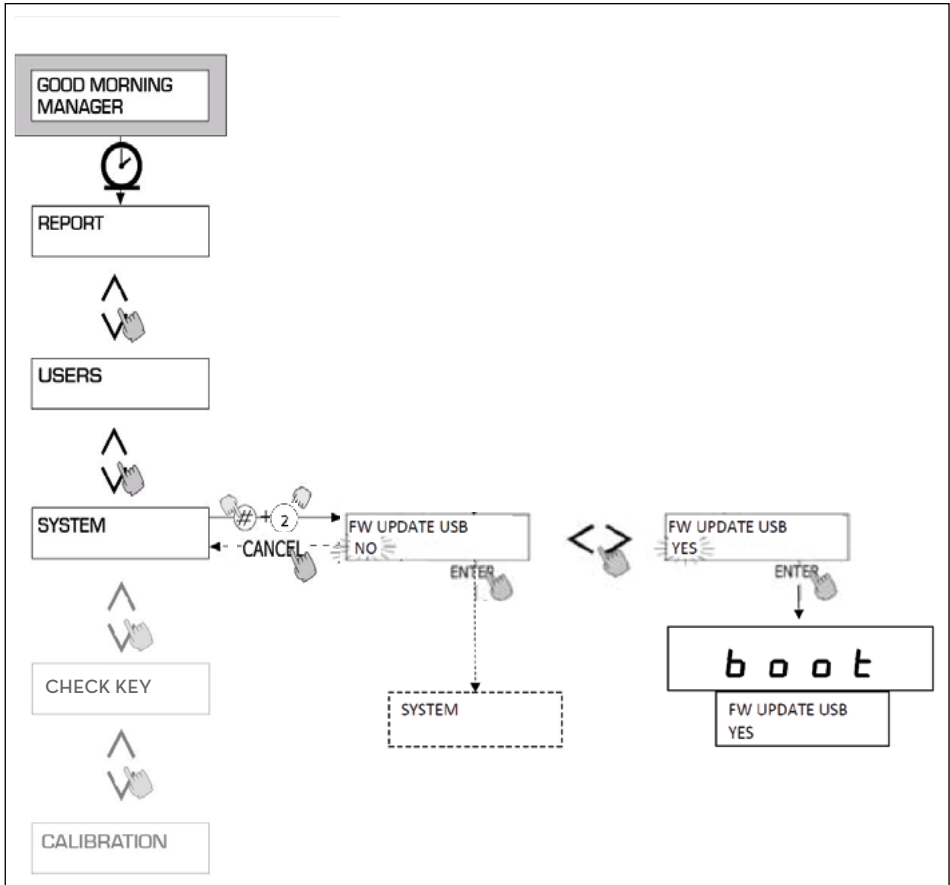 GOOD MORNING
MANAGER
REPORT
USERS
SYSTEM
# + 2
CANCEL
FW UPDATE USB
NO
ENTER
FW UPDATE USB
YES
ENTER
SYSTEM
boot
FW UPDATE USB
YES
CHECK KEY
CALIBRATION